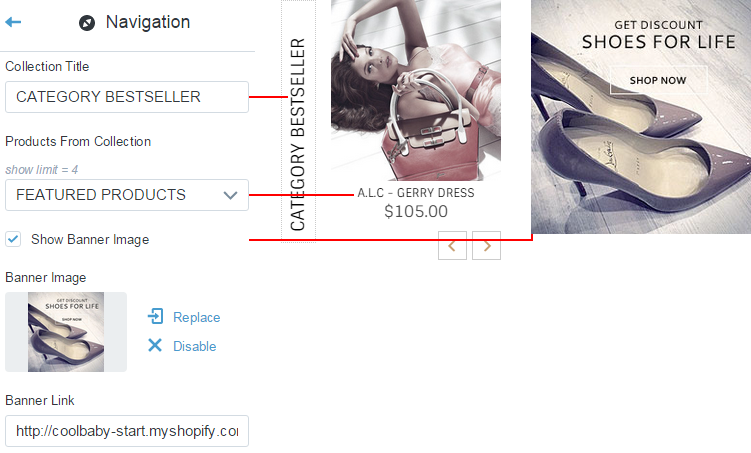 Navigation
Collection Title
CATEGORY BESTSELLER
Products From Collection
show limit = 4
FEATURED PRODUCTS
Show Banner Image
Banner Image
GET DISCOUNT
SHOES FOR LIFE
SHOP NOW
Replace
Disable
Banner Link
http://coolbaby-start.myshopify.co
CATEGORY BESTSELLER
A.L.C - GERRY DRESS
$105.00
GET DISCOUNT
SHOES FOR LIFE
SHOP NOW